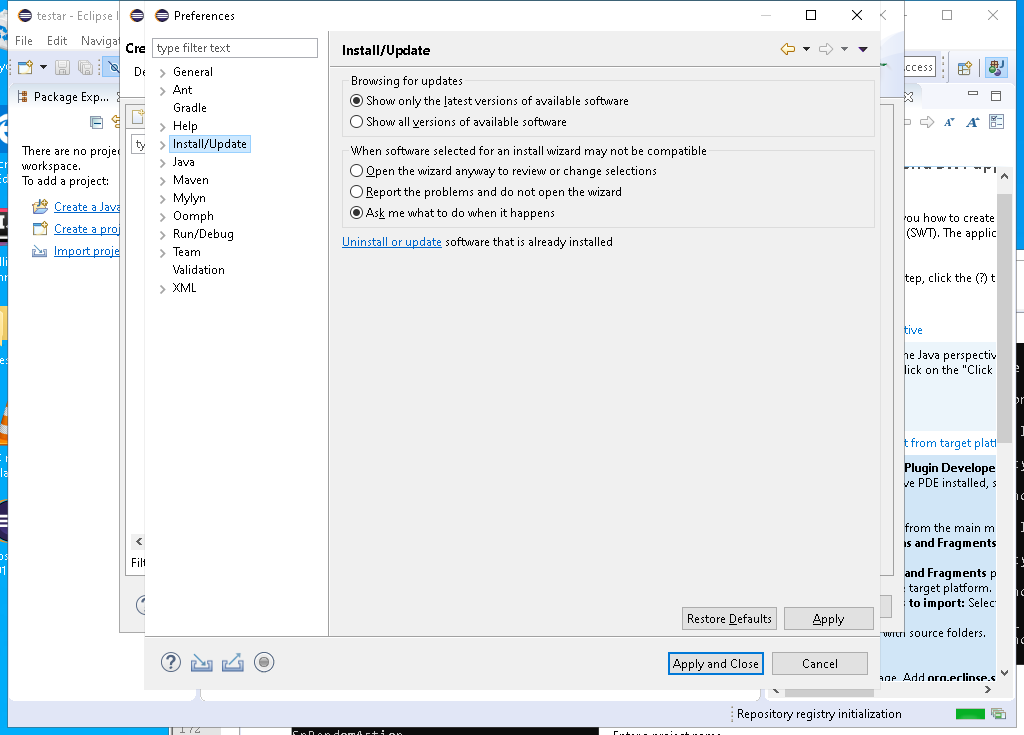 testar - Eclipse I
Preferences
File Edit Navigat
Cre
type filter text
Install/Update
De
ccess
General
Ant
Gradle
Help
Install/Update
Java
Maven
Mylyn
Oomph
Run/Debug
Team
Validation
XML
Browsing for updates
Show only the latest versions of available software
Show all versions of available software
When software selected for an install wizard may not be compatible
Open the wizard anyway to review or change selections
Report the problems and do not open the wizard
Ask me what to do when it happens
Uninstall or update software that is already installed
Package Exp...
There are no projec
workspace.
To add a project:
Create a Java
Create a proj
Import proje
ty
Filt
you how to create
(SWT). The applic
tep, click the (?) t
tive
he Java perspectiv
lick on the "Click
t from target platf
Plugin Develope
ve PDE installed, s
from the main m
ns and Fragments
and Fragments p
e target platform.
s to import: Selec
with source folders.
age. Add org.eclipse.s
Restore Defaults
Apply
Apply and Close
Cancel
Repository registry initialization
172
SnRandomAction
Enter a project name